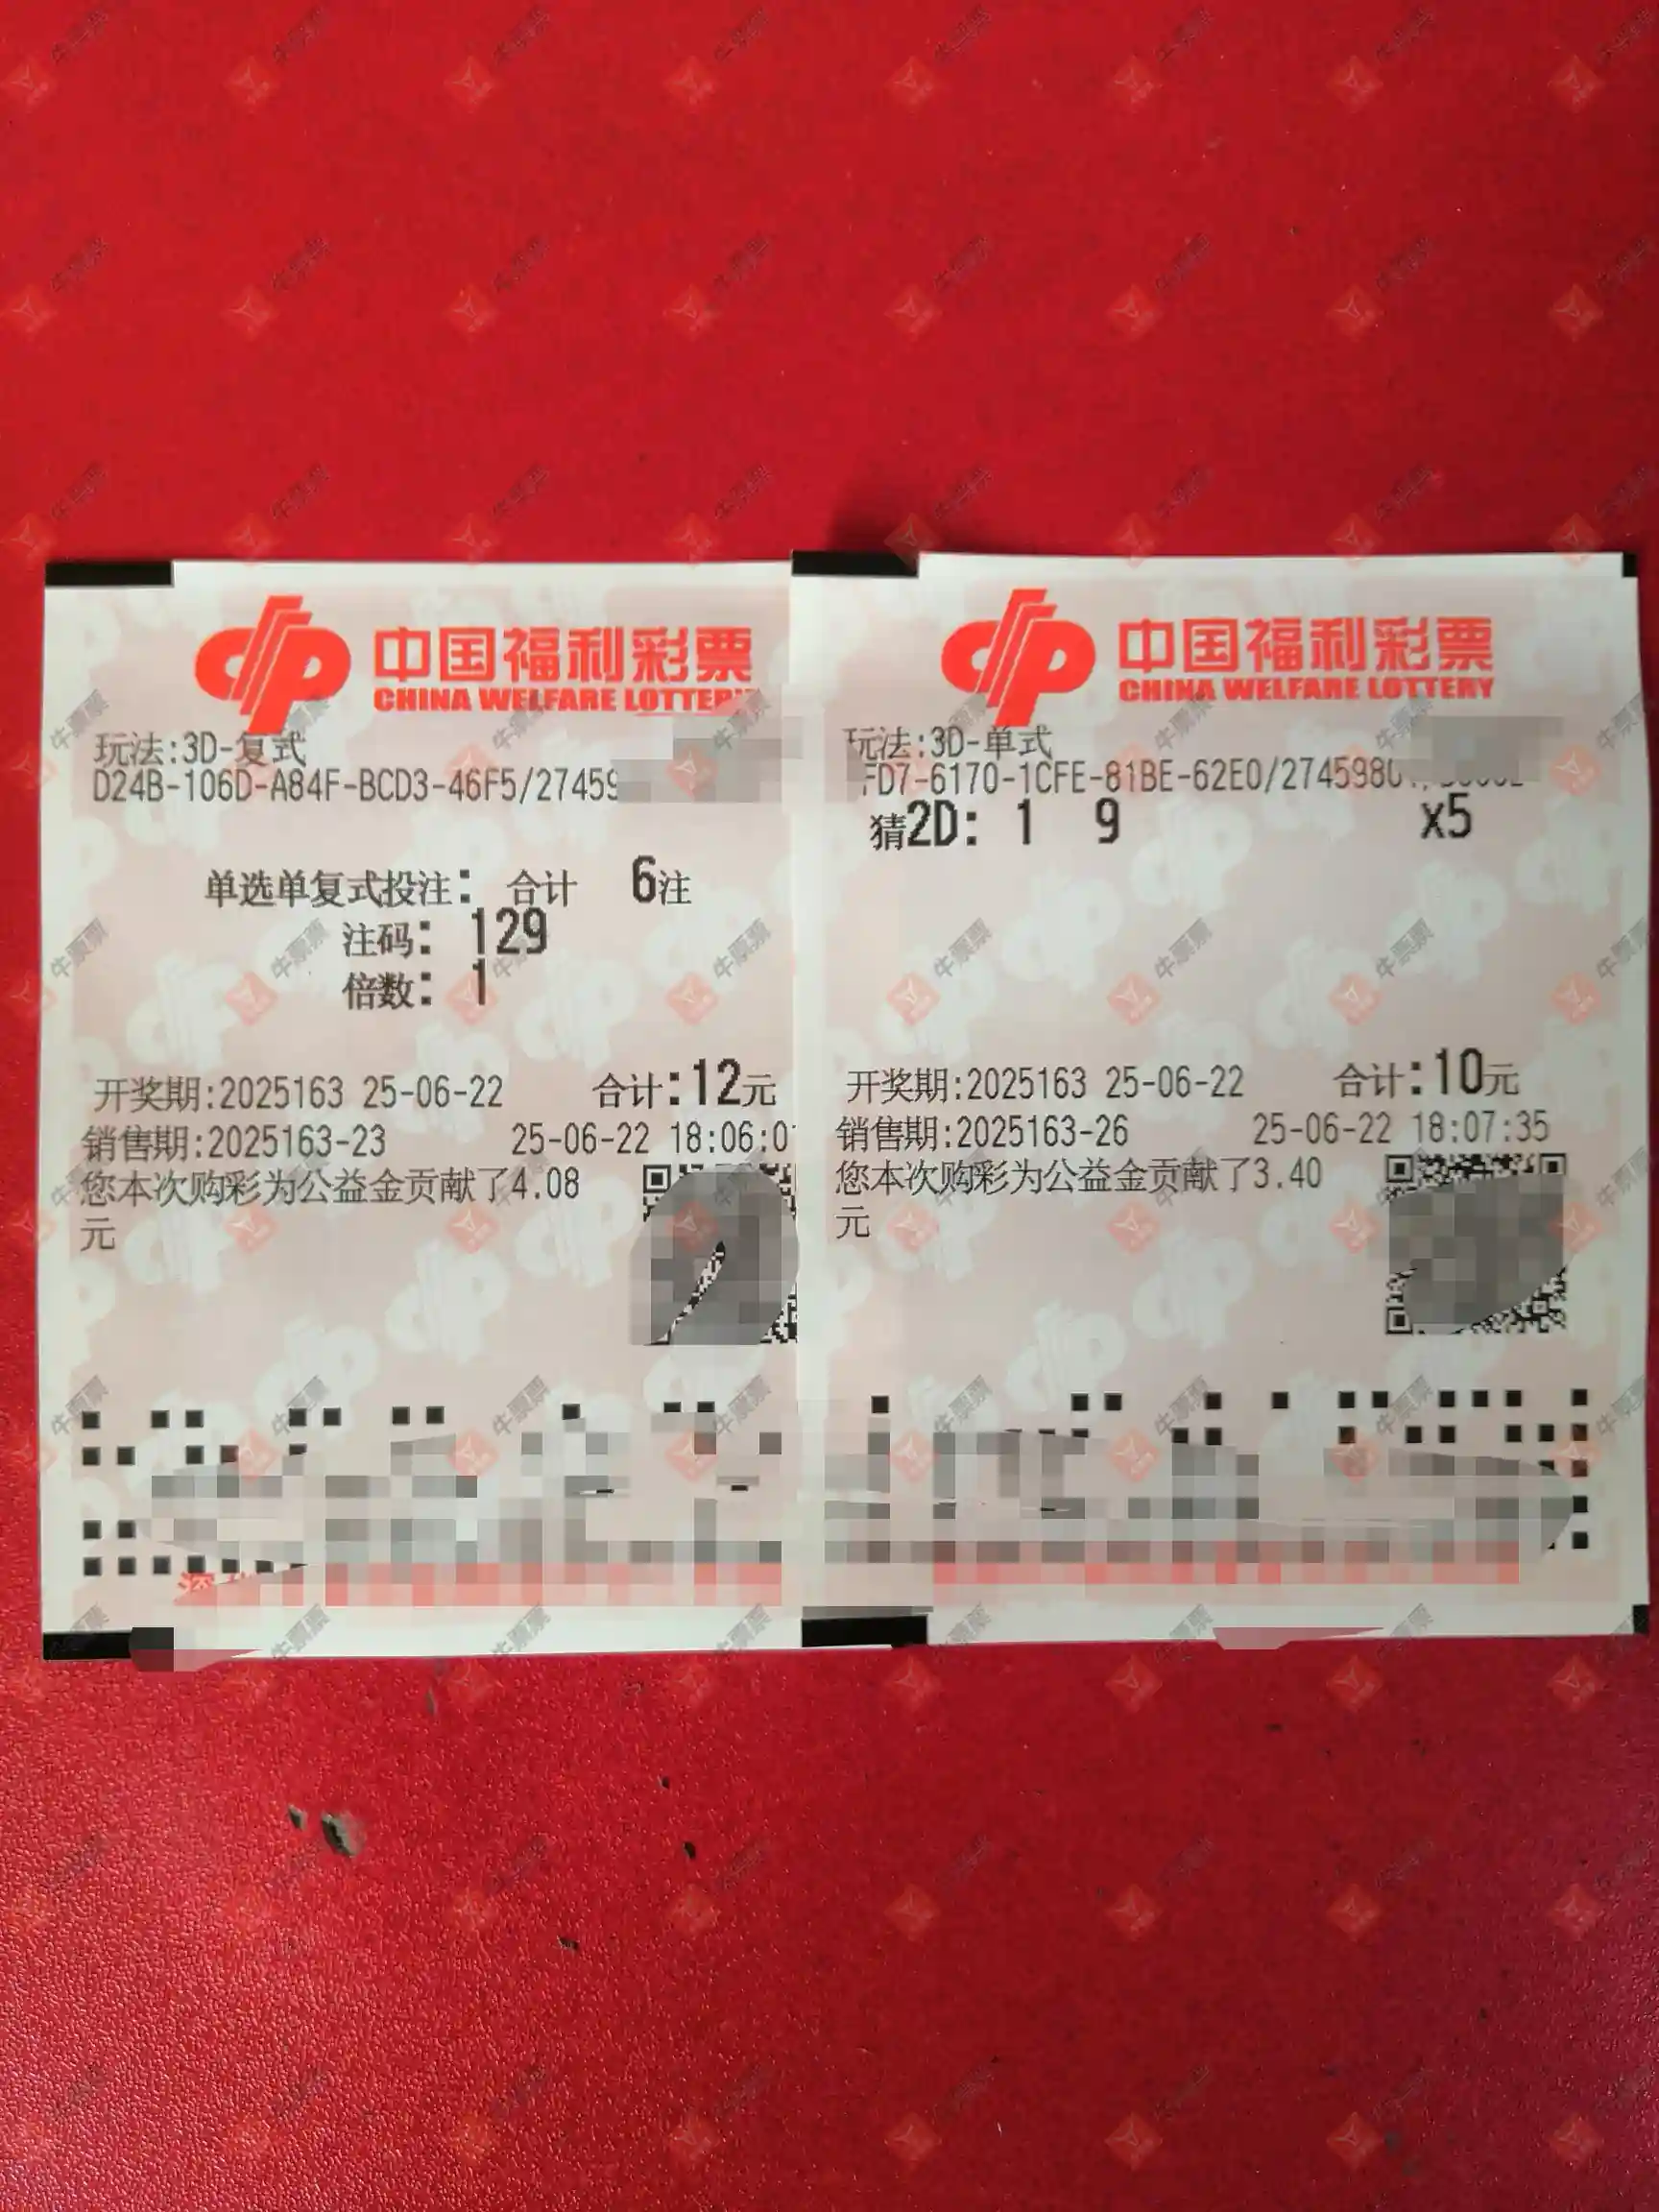 中国福利彩票
CHINA WELFARE LOTTERY
玩法:3D-复式
D24B-106D-A84F-BCD3-46F5/27459
单选单复式投注: 合计 6注
注码: 129
倍数: 1
开奖期:2025163 25-06-22 合计:12元
销售期:2025163-23 25-06-22 18:06:0
您本次购彩为公益金贡献了4.08
元
中国福利彩票
CHINA WELFARE LOTTERY
玩法:3D-单式
FD7-6170-1CFE-81BE-62E0/2745980
猜2D: 1 9 x5
开奖期:2025163 25-06-22 合计:10元
销售期:2025163-26 25-06-22 18:07:35
您本次购彩为公益金贡献了3.40
元
牛票票